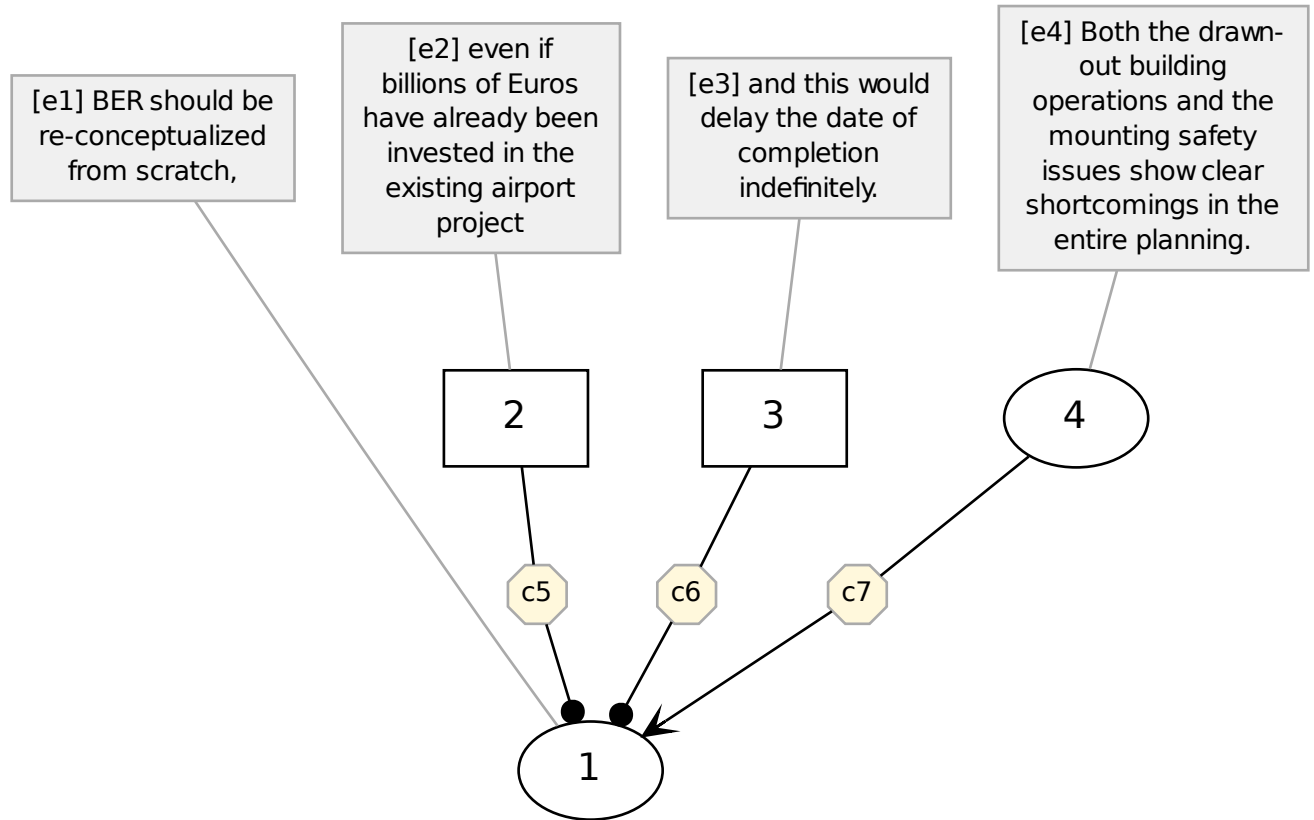 [e1] BER should be
re-conceptualized
from scratch,
[e2] even if
billions of Euros
have already been
invested in the
existing airport
project
[e3] and this would
delay the date of
completion
indefinitely.
[e4] Both the drawn-
out building
operations and the
mounting safety
issues show clear
shortcomings in the
entire planning.
2
3
4
c5
c6
c7
1